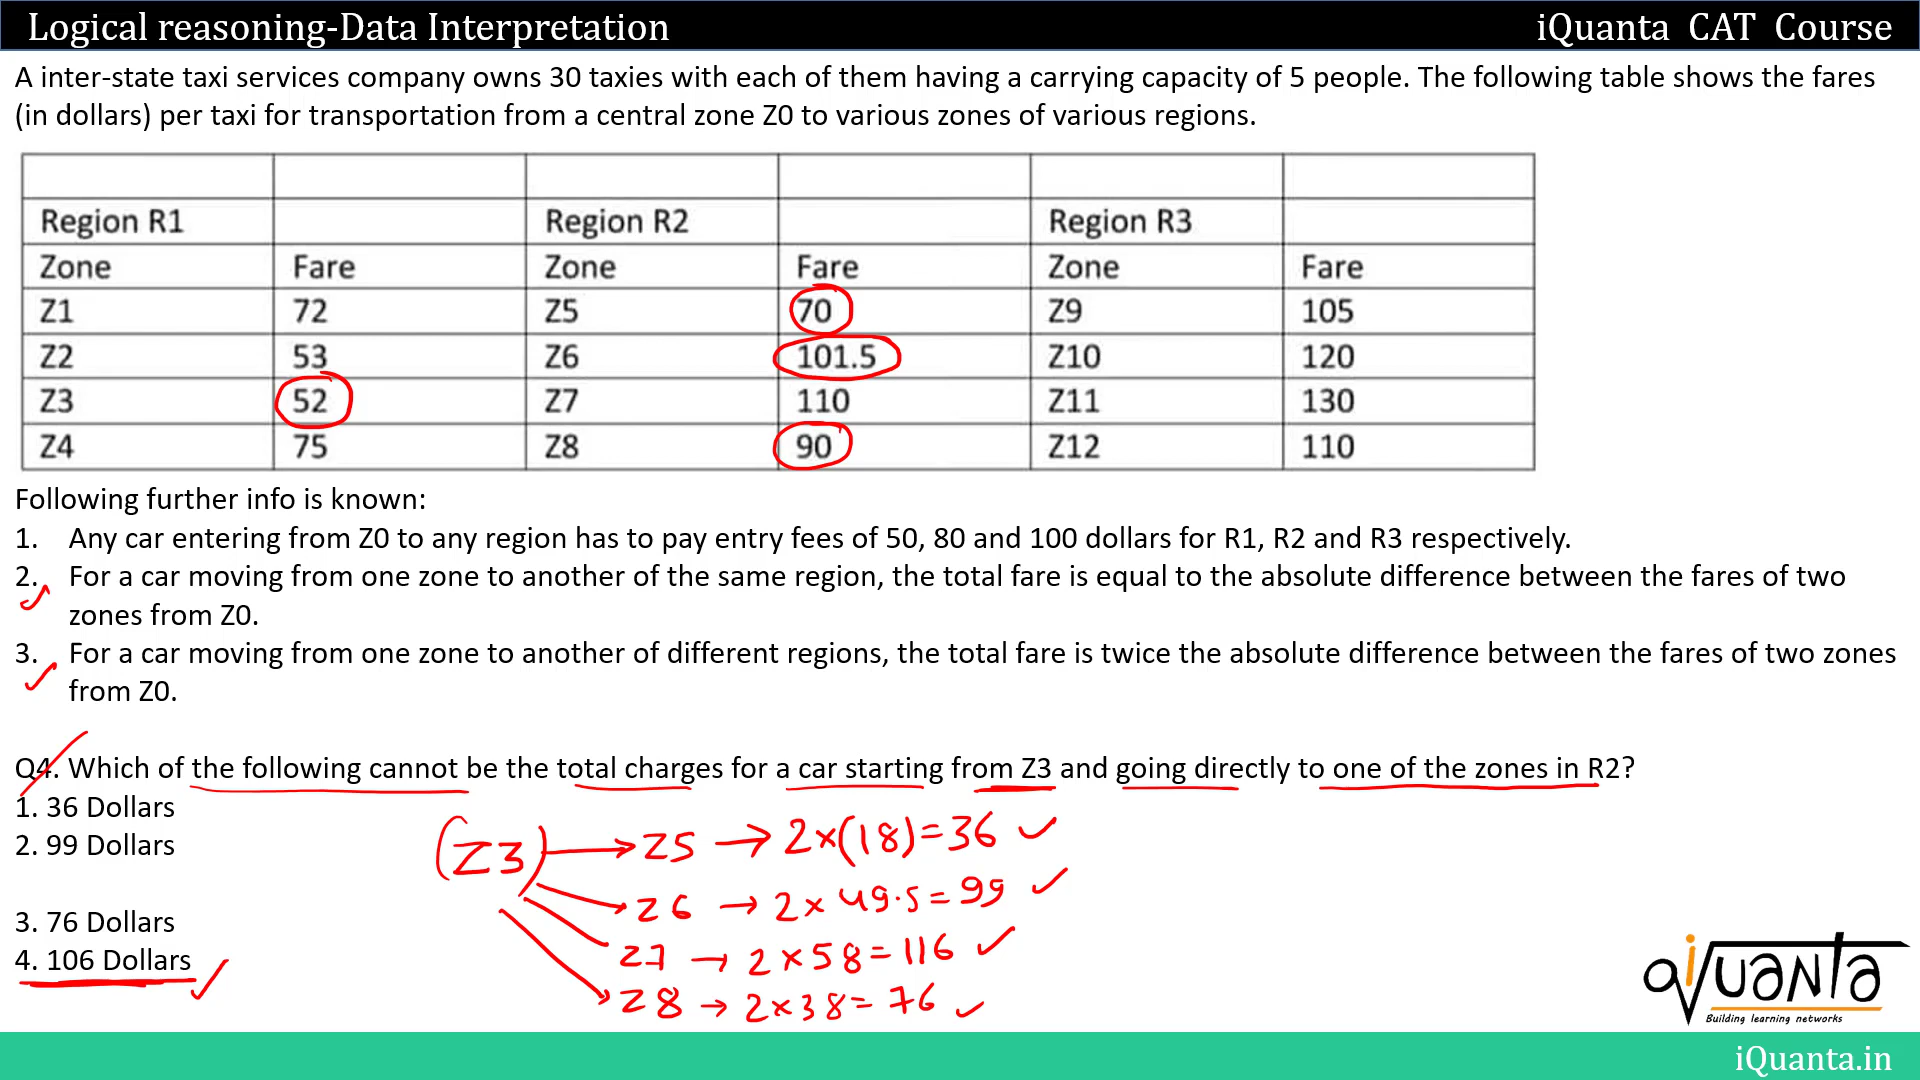 Logical reasoning-Data Interpretation
iQuanta CAT Course
A inter-state taxi services company owns 30 taxies with each of them having a carrying capacity of 5 people. The following table shows the fares
(in dollars) per taxi for transportation from a central zone Z0 to various zones of various regions.
Region R1 Region R2 Region R3
Zone Fare Zone Fare Zone Fare
Z1 72 Z5 70 Z9 105
Z2 53 Z6 101.5 Z10 120
Z3 52 Z7 110 Z11 130
Z4 75 Z8 90 Z12 110
Following further info is known:
1. Any car entering from Z0 to any region has to pay entry fees of 50, 80 and 100 dollars for R1, R2 and R3 respectively.
2. For a car moving from one zone to another of the same region, the total fare is equal to the absolute difference between the fares of two
zones from Z0.
3. For a car moving from one zone to another of different regions, the total fare is twice the absolute difference between the fares of two zones
from Z0.
Q4. Which of the following cannot be the total charges for a car starting from Z3 and going directly to one of the zones in R2?
1. 36 Dollars
2. 99 Dollars
3. 76 Dollars
4. 106 Dollars
(Z3) → Z5 → 2×(18)=36 ✓
→ Z6 → 2×49.5=99 ✓
Z7 → 2×58=116 ✓
→ Z8 → 2×38=76 ✓
iQuanta
Building learning networks
iQuanta.in